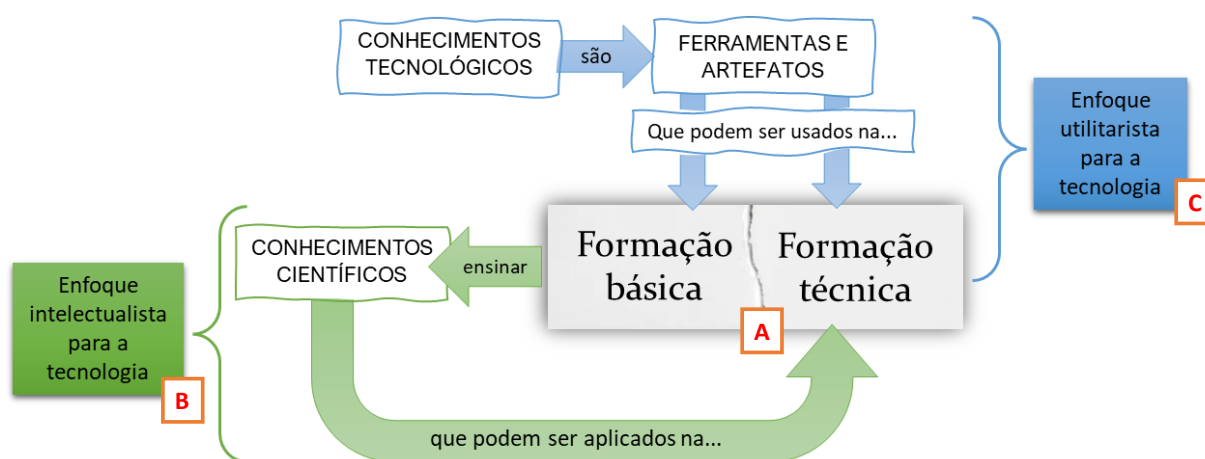 CONHECIMENTOS
TECNOLÓGICOS
são
FERRAMENTAS E
ARTEFATOS
Que podem ser usados na...
Enfoque
utilitarista
para a
tecnologia
C
Formação
básica
Formação
técnica
A
ensinar
CONHECIMENTOS
CIENTÍFICOS
Enfoque
intelectualista
para a
tecnologia
B
que podem ser aplicados na...